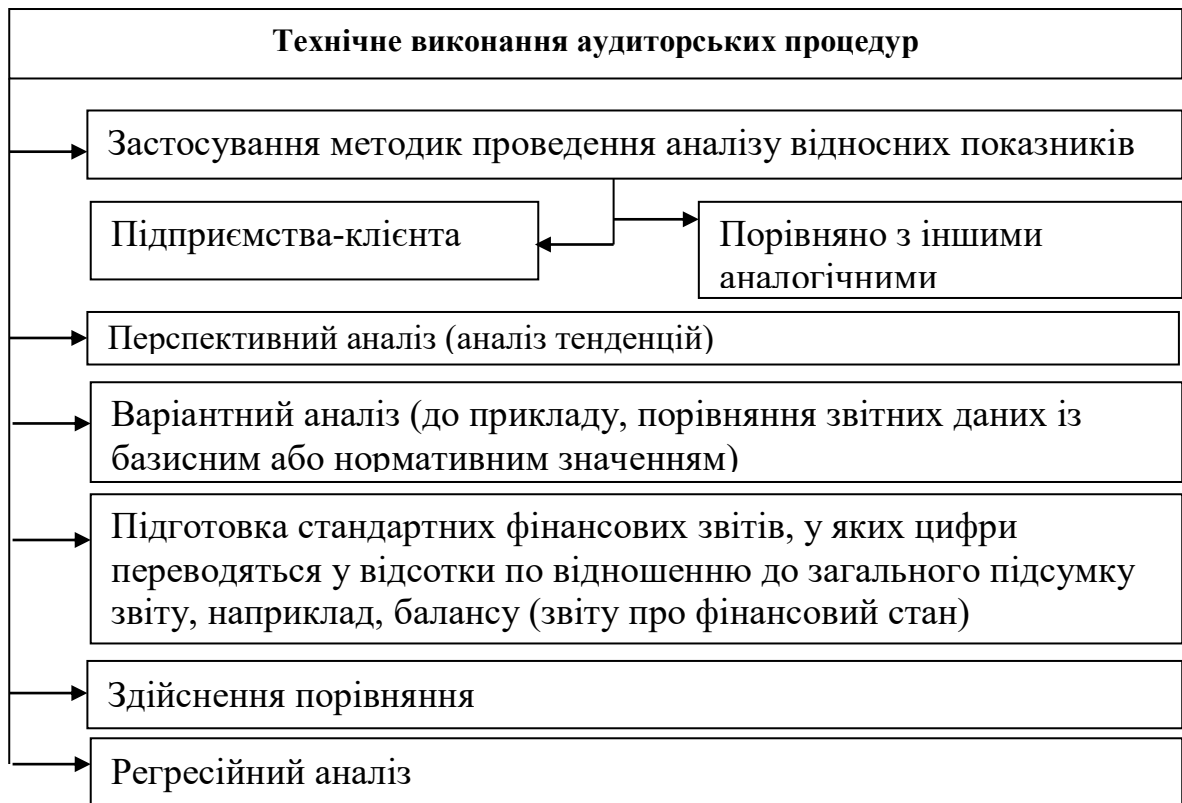 Технічне виконання аудиторських процедур
Застосування методик проведення аналізу відносних показників
Підприємства-клієнта
Порівняно з іншими
аналогічними
Перспективний аналіз (аналіз тенденцій)
Варіантний аналіз (до прикладу, порівняння звітних даних із
базисним або нормативним значенням)
Підготовка стандартних фінансових звітів, у яких цифри
переводяться у відсотки по відношенню до загального підсумку
звіту, наприклад, балансу (звіту про фінансовий стан)
Здійснення порівняння
Регресійний аналіз